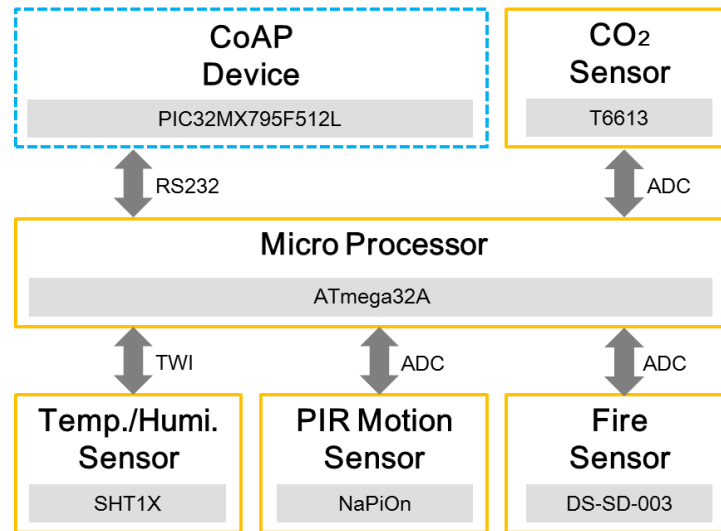 CoAP
Device
PIC32MX795F512L
CO₂
Sensor
T6613
RS232
ADC
Micro Processor
ATmega32A
TWI
ADC
ADC
Temp./Humi.
Sensor
SHT1X
PIR Motion
Sensor
NaPiOn
Fire
Sensor
DS-SD-003